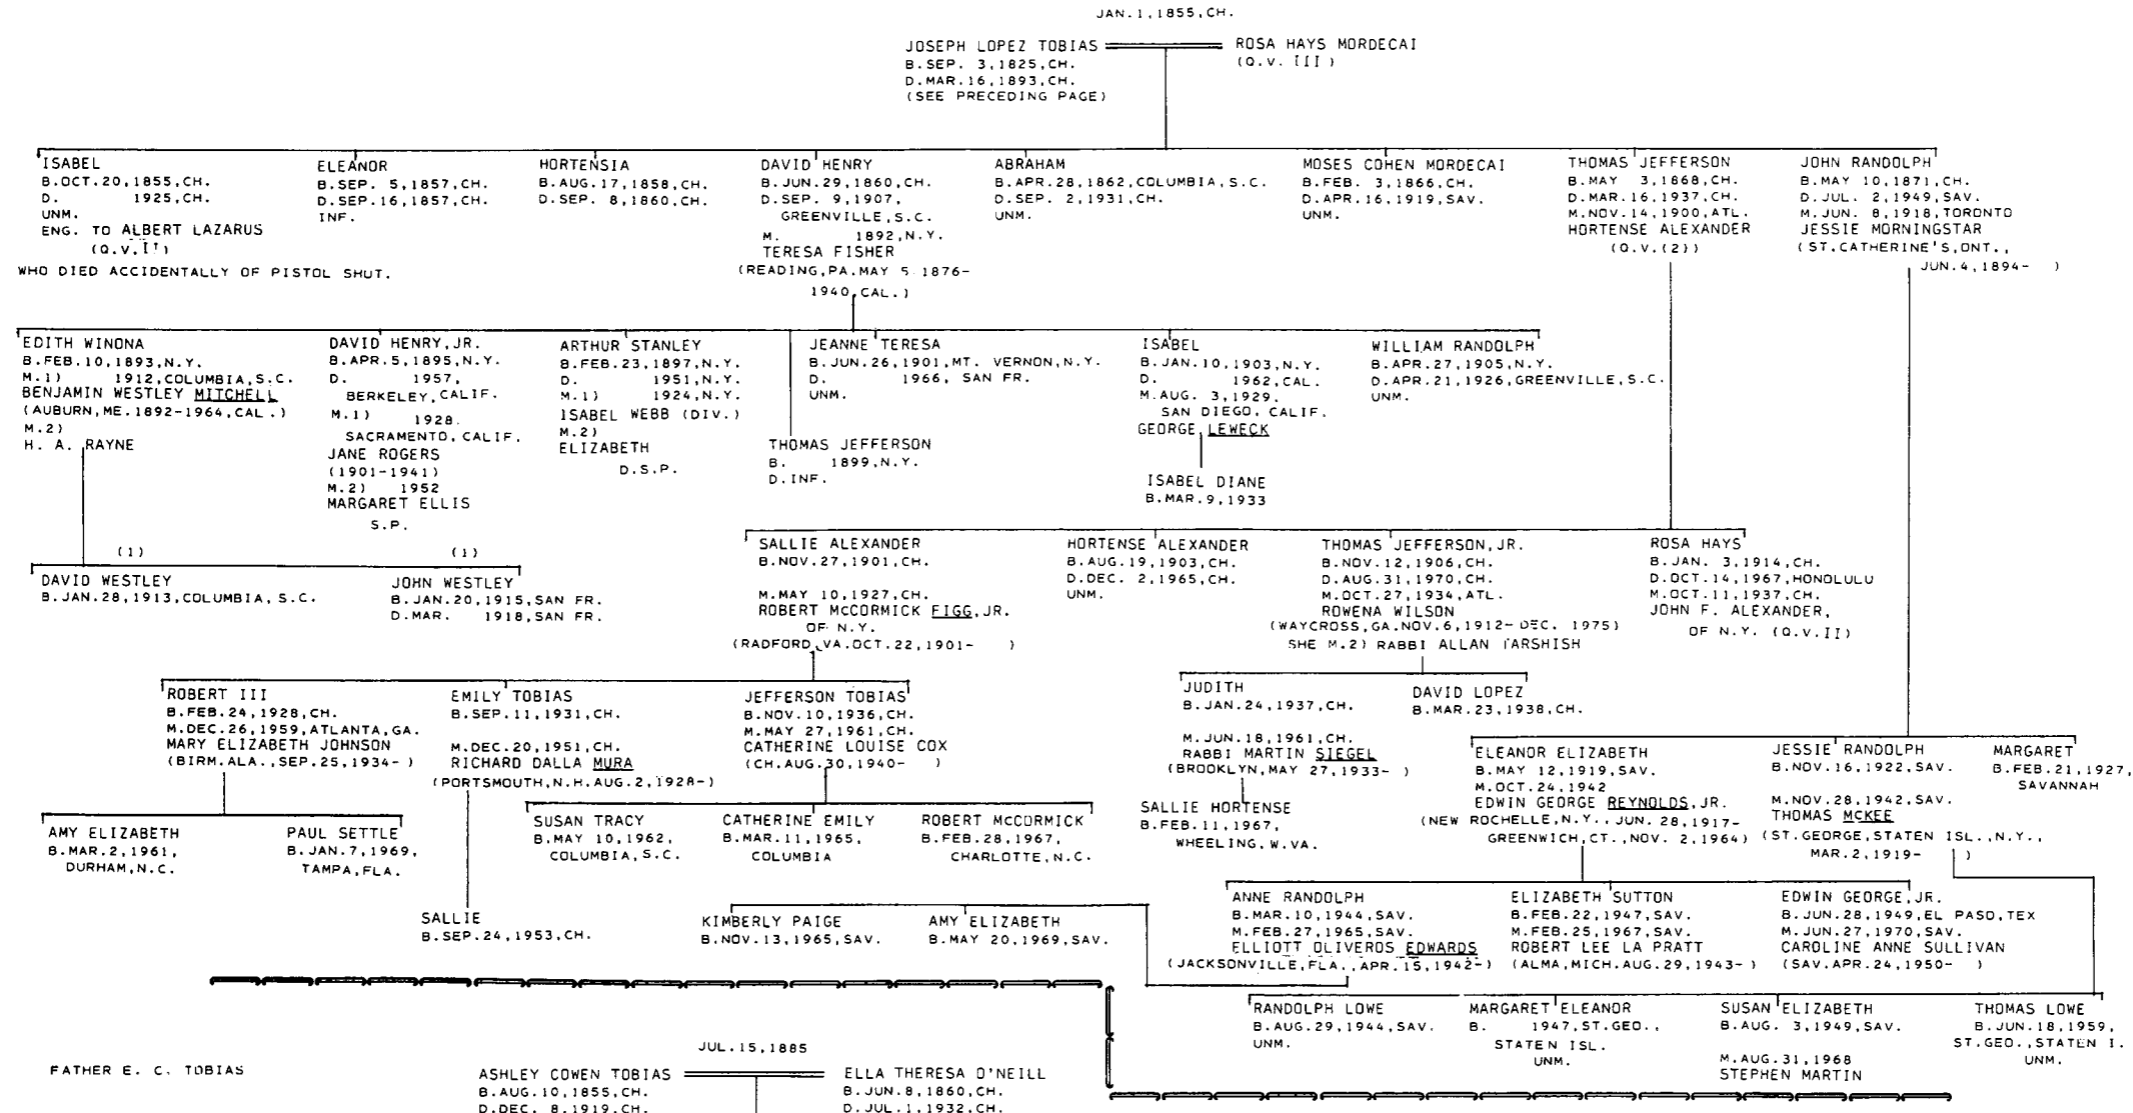 JAN.1,1855,CH.
JOSEPH LOPEZ TOBIAS
B.SEP. 3,1825,CH.
D.MAR.16,1893,CH.
(SEE PRECEDING PAGE)
ROSA HAYS MORDECAI
(Q.V. III)
ISABEL
B.OCT.20,1855,CH.
D. 1925,CH.
UNM.
ENG. TO ALBERT LAZARUS
(Q.V.II)
WHO DIED ACCIDENTALLY OF PISTOL SHUT.
ELEANOR
B.SEP. 5,1857,CH.
D.SEP.16,1857,CH.
INF.
HORTENSIA
B.AUG.17,1858,CH.
D.SEP. 8,1860,CH.
DAVID HENRY
B.JUN.29,1860,CH.
D.SEP. 9,1907,
GREENVILLE,S.C.
M. 1892,N.Y.
TERESA FISHER
(READING,PA.MAY 5 1876-
1940,CAL.)
ABRAHAM
B.APR.28,1862,COLUMBIA,S.C.
D.SEP. 2,1931,CH.
UNM.
MOSES COHEN MORDECAI
B.FEB. 3,1866,CH.
D.APR.16,1919,SAV.
UNM.
THOMAS JEFFERSON
B.MAY 3,1868,CH.
D.MAR.16,1937,CH.
M.NOV.14,1900,ATL.
HORTENSE ALEXANDER
(Q.V.(2))
JOHN RANDOLPH
B.MAY 10,1871,CH.
D.JUL. 2,1949,SAV.
M.JUN. 8,1918,TORONTO
JESSIE MORNINGSTAR
(ST.CATHERINE'S,ONT.,
JUN.4,1894- )
EDITH WINONA
B.FEB.10,1893,N.Y.
M.1) 1912,COLUMBIA,S.C.
BENJAMIN WESTLEY MITCHELL
(AUBURN,ME.1892-1964,CAL.)
M.2)
H. A. RAYNE
DAVID HENRY,JR.
B.APR.5,1895,N.Y.
D. 1957,
BERKELEY,CALIF.
M.1) 1928.
SACRAMENTO,CALIF.
JANE ROGERS
(1901-1941)
M.2) 1952
MARGARET ELLIS
S.P.
ARTHUR STANLEY
B.FEB.23,1897,N.Y.
D. 1951,N.Y.
M.1) 1924,N.Y.
ISABEL WEBB (DIV.)
M.2)
ELIZABETH
D.S.P.
THOMAS JEFFERSON
B. 1899,N.Y.
D.INF.
JEANNE TERESA
B.JUN.26,1901,MT. VERNON,N.Y.
D. 1966, SAN FR.
UNM.
ISABEL
B.JAN.10,1903,N.Y.
D. 1962,CAL.
M.AUG. 3,1929.
SAN DIEGO, CALIF.
GEORGE LEWECK
ISABEL DIANE
B.MAR.9,1933
WILLIAM RANDOLPH
B.APR.27,1905,N.Y.
D.APR.21,1926,GREENVILLE,S.C.
UNM.
(1)
(1)
DAVID WESTLEY
B.JAN.28,1913,COLUMBIA,S.C.
JOHN WESTLEY
B.JAN.20,1915,SAN FR.
D.MAR. 1918,SAN FR.
SALLIE ALEXANDER
B.NOV.27,1901,CH.
M.MAY 10,1927,CH.
ROBERT McCORMICK FIGG,JR.
OF N.Y.
(RADFORD,VA.OCT.22,1901- )
HORTENSE ALEXANDER
B.AUG.19,1903,CH.
D.DEC. 2,1965,CH.
UNM.
THOMAS JEFFERSON,JR.
B.NOV.12,1906,CH.
D.AUG.31,1970,CH.
M.OCT.27,1934,ATL.
ROWENA WILSON
(WAYCROSS,GA.NOV.6,1912- DEC. 1975)
SHE M.2) RABBI ALLAN TARSHISH
ROSA HAYS
B.JAN. 3,1914,CH.
D.OCT.14,1967,HONOLULU
M.OCT.11,1937,CH.
JOHN F. ALEXANDER,
OF N.Y. (Q.V.II)
ROBERT III
B.FEB.24,1928,CH.
M.DEC.26,1959,ATLANTA,GA.
MARY ELIZABETH JOHNSON
(BIRM.ALA.,SEP.25,1934- )
EMILY TOBIAS
B.SEP.11,1931,CH.
M.DEC.20,1951,CH.
RICHARD DALLA MURA
(PORTSMOUTH,N.H.AUG.2,1928-)
JEFFERSON TOBIAS
B.NOV.10,1936,CH.
M.MAY 27,1961,CH.
CATHERINE LOUISE COX
(CH.AUG.30,1940- )
JUDITH
B.JAN.24,1937,CH.
M.JUN.18,1961,CH.
RABBI MARTIN SIEGEL
(BROOKLYN,MAY 27,1933- )
DAVID LOPEZ
B.MAR.23,1938,CH.
ELEANOR ELIZABETH
B.MAY 12,1919,SAV.
M.OCT.24,1942
EDWIN GEORGE REYNOLDS,JR.
(NEW ROCHELLE,N.Y.,JUN.28,1917-
GREENWICH,CT.,NOV. 2,1964)
JESSIE RANDOLPH
B.NOV.16,1922,SAV.
M.NOV.28,1942,SAV.
THOMAS McKEE
(ST.GEORGE,STATEN ISL.,N.Y.,
MAR.2,1919- )
MARGARET
B.FEB.21,1927,
SAVANNAH
AMY ELIZABETH
B.MAR.2,1961,
DURHAM,N.C.
PAUL SETTLE
B.JAN.7,1969,
TAMPA,FLA.
SUSAN TRACY
B.MAY 10,1962,
COLUMBIA,S.C.
CATHERINE EMILY
B.MAR.11,1965,
COLUMBIA
ROBERT McCORMICK
B.FEB.28,1967,
CHARLOTTE,N.C.
SALLIE HORTENSE
B.FEB.11,1967,
WHEELING,W.VA.
SALLIE
B.SEP.24,1953,CH.
KIMBERLY PAIGE
B.NOV.13,1965,SAV.
AMY ELIZABETH
B.MAY 20,1969,SAV.
ANNE RANDOLPH
B.MAR.10,1944,SAV.
M.FEB.27,1965,SAV.
ELLIOTT OLIVEROS EDWARDS
(JACKSONVILLE,FLA.,APR.15,1942-)
ELIZABETH SUTTON
B.FEB.22,1947,SAV.
M.FEB.25,1967,SAV.
ROBERT LEE LA PRATT
(ALMA,MICH.AUG.29,1943- )
EDWIN GEORGE,JR.
B.JUN.28,1949,EL PASO,TEX
M.JUN.27,1970,SAV.
CAROLINE ANNE SULLIVAN
(SAV.APR.24,1950- )
RANDOLPH LOWE
B.AUG.29,1944,SAV.
UNM.
MARGARET ELEANOR
B. 1947,ST.GEO.,
STATEN ISL.
UNM.
SUSAN ELIZABETH
B.AUG. 3,1949,SAV.
M.AUG.31,1968
STEPHEN MARTIN
THOMAS LOWE
B.JUN.18,1959,
ST.GEO.,STATEN I.
UNM.
JUL.15,1885
FATHER E. C. TOBIAS
ASHLEY COWEN TOBIAS
B.AUG.10,1855,CH.
D.DEC. 8,1919,CH.
ELLA THERESA O'NEILL
B.JUN.8,1860,CH.
D.JUL.1,1932,CH.